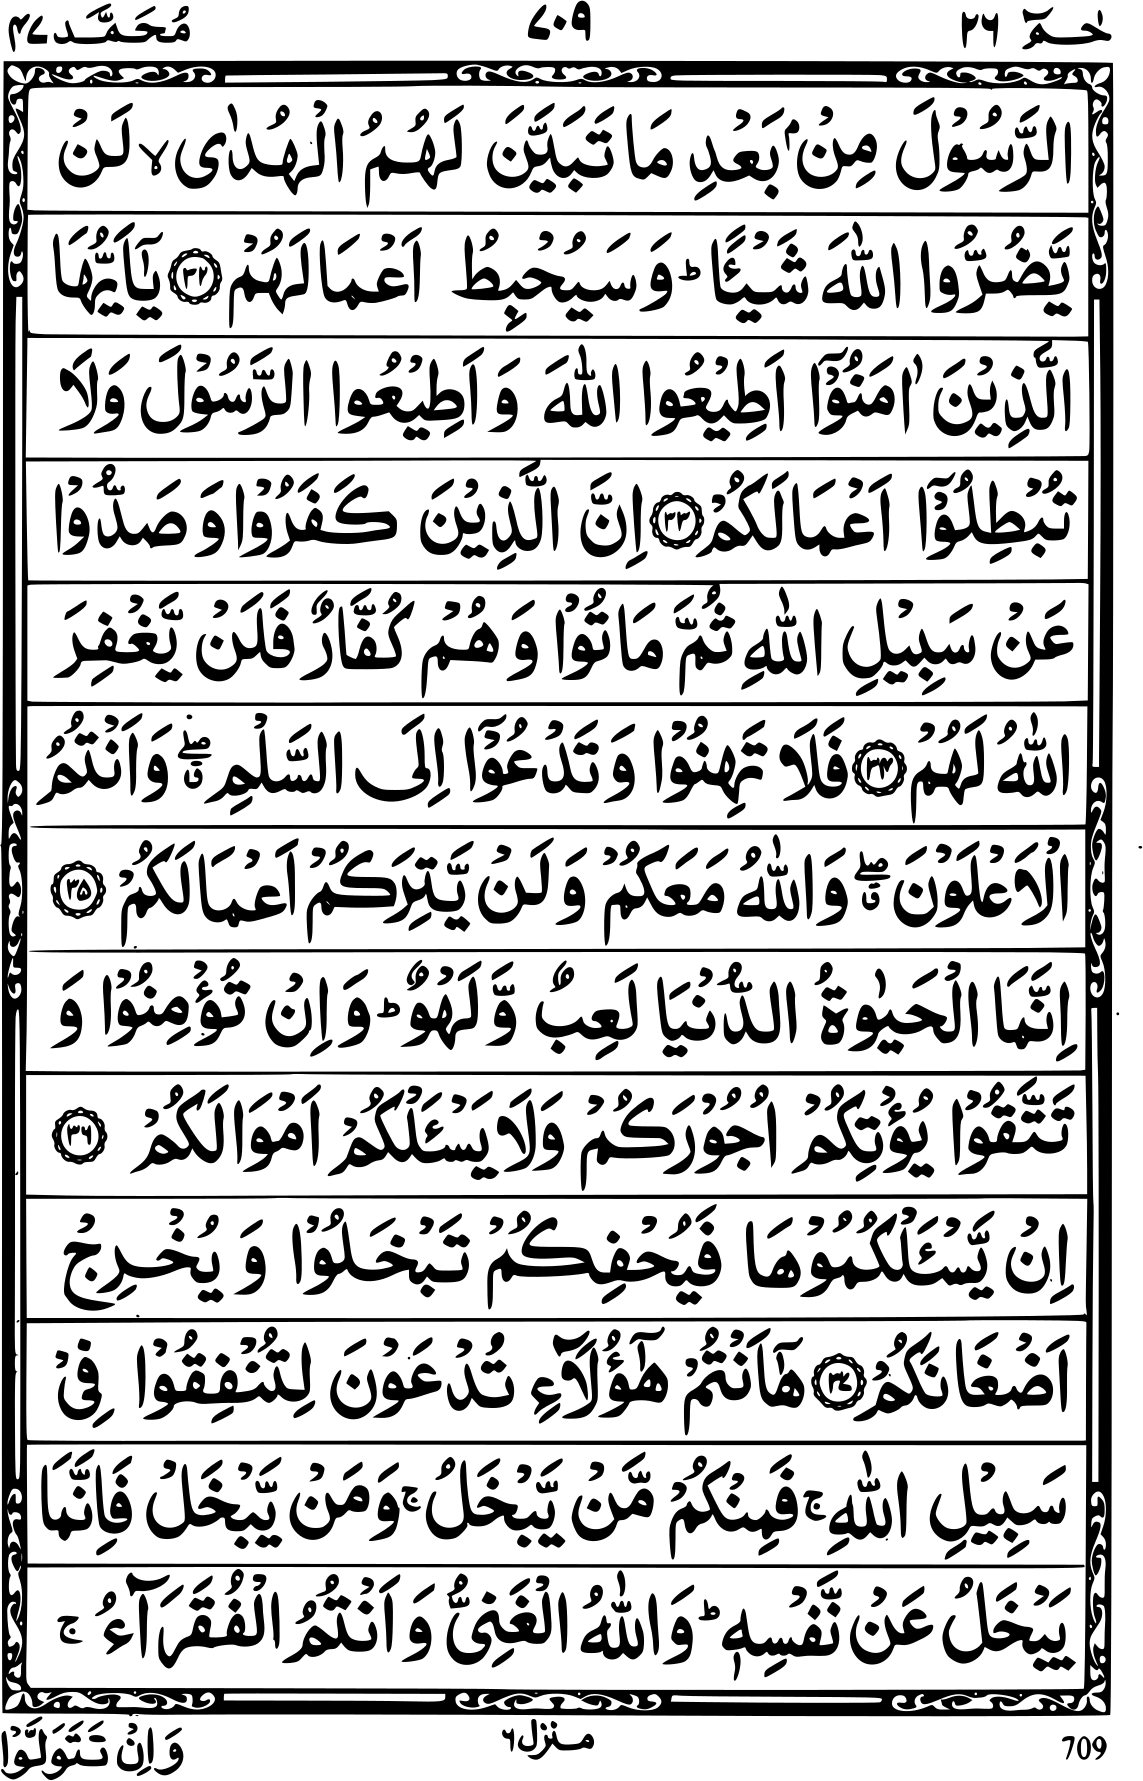 حٰمٓ ٢٦ ٧٠٩ مُحَمَّد ٤٧
الرَّسُوْلَ مِنْۢ بَعْدِ مَا تَبَيَّنَ لَهُمُ الْهُدٰىۙ لَنْ
يَّضُرُّوا اللّٰهَ شَيْـًٔاؕ وَ سَيُحْبِطُ اَعْمَالَهُمْ ﴿٣٢﴾ يٰۤاَيُّهَا
الَّذِيْنَ اٰمَنُوْۤا اَطِيْعُوا اللّٰهَ وَ اَطِيْعُوا الرَّسُوْلَ وَلَا
تُبْطِلُوْۤا اَعْمَالَكُمْ ﴿٣٣﴾ اِنَّ الَّذِيْنَ كَفَرُوْا وَ صَدُّوْا
عَنْ سَبِيْلِ اللّٰهِ ثُمَّ مَاتُوْا وَ هُمْ كُفَّارٌ فَلَنْ يَّغْفِرَ
اللّٰهُ لَهُمْ ﴿٣٤﴾ فَلَا تَهِنُوْا وَ تَدْعُوْۤا اِلَى السَّلْمِ ۖق وَ اَنْتُمُ
الْاَعْلَوْنَ ۖق وَ اللّٰهُ مَعَكُمْ وَ لَنْ يَّتِرَكُمْ اَعْمَالَكُمْ ﴿٣٥﴾
اِنَّمَا الْحَيٰوةُ الدُّنْيَا لَعِبٌ وَّ لَهْوٌؕ وَ اِنْ تُؤْمِنُوْا وَ
تَتَّقُوْا يُؤْتِكُمْ اُجُوْرَكُمْ وَلَا يَسْـَٔلْكُمْ اَمْوَالَكُمْ ﴿٣٦﴾
اِنْ يَّسْـَٔلْكُمُوْهَا فَيُحْفِكُمْ تَبْخَلُوْا وَ يُخْرِجْ
اَضْغَانَكُمْ ﴿٣٧﴾ هٰۤاَنْتُمْ هٰۤؤُلَآءِ تُدْعَوْنَ لِتُنْفِقُوْا فِىْ
سَبِيْلِ اللّٰهِۚ فَمِنْكُمْ مَّنْ يَّبْخَلُۚ وَمَنْ يَّبْخَلْ فَاِنَّمَا
يَبْخَلُ عَنْ نَّفْسِهٖؕ وَ اللّٰهُ الْغَنِىُّ وَ اَنْتُمُ الْفُقَرَآءُۚ
709 منزل ٦ وَ اِنْ تَتَوَلَّوْا